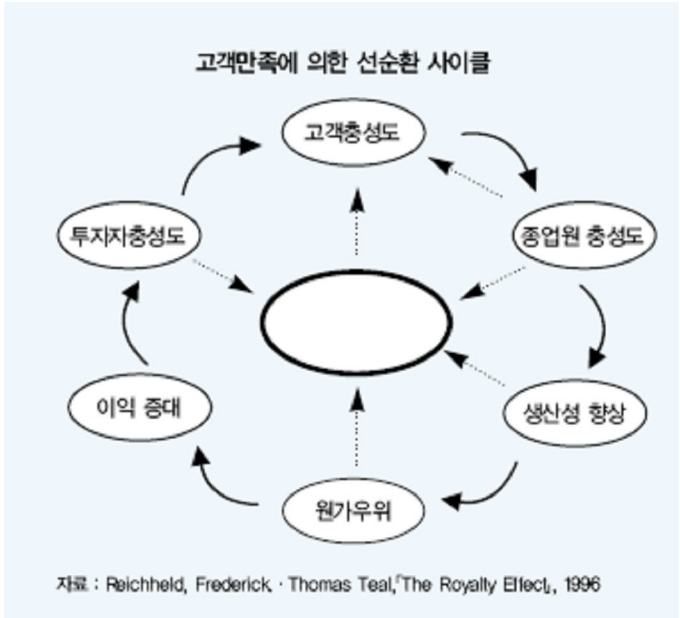 고객만족에 의한 선순환 사이클
고객충성도
투자자충성도
종업원 충성도
이익 증대
생산성 향상
원가우위
자료 : Reichheld, Frederick. · Thomas Teal,「The Royalty Effect」, 1996